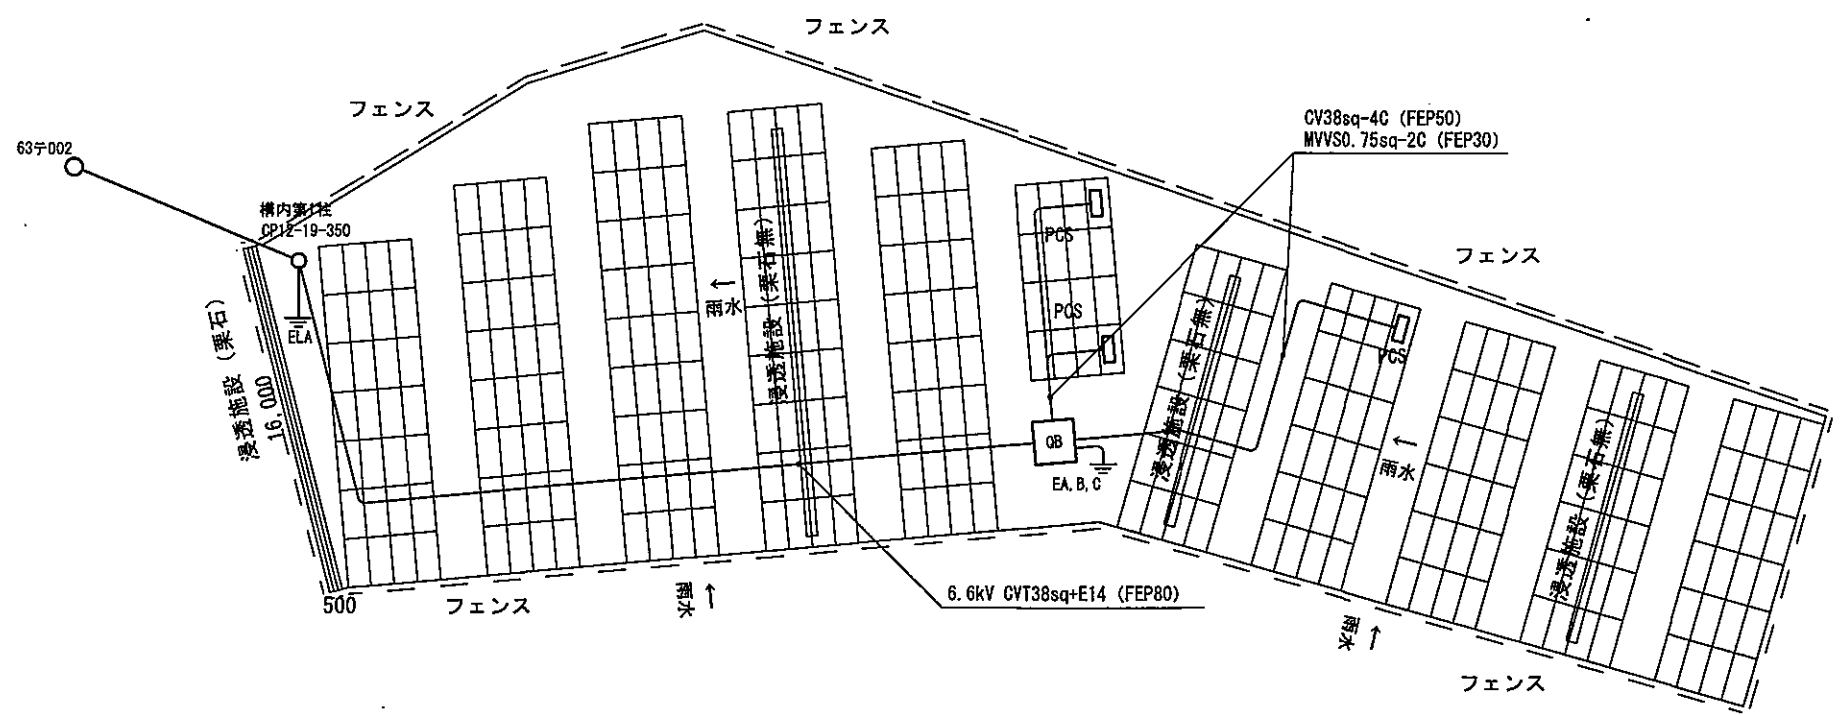 フェンス
フェンス
63テ002
構内第1柱
CP12-19-350
ELA
浸透施設 (栗石)
16,000
500
フェンス
雨水
浸透施設 (栗石無)
雨水
PCS
PCS
CV38sq-4C (FEP50)
MVVS0.75sq-2C (FEP30)
フェンス
QB
EA,B,C
浸透施設 (栗石無)
PCS
雨水
浸透施設 (栗石無)
6.6kV CVT38sq+E14 (FEP80)
雨水
フェンス